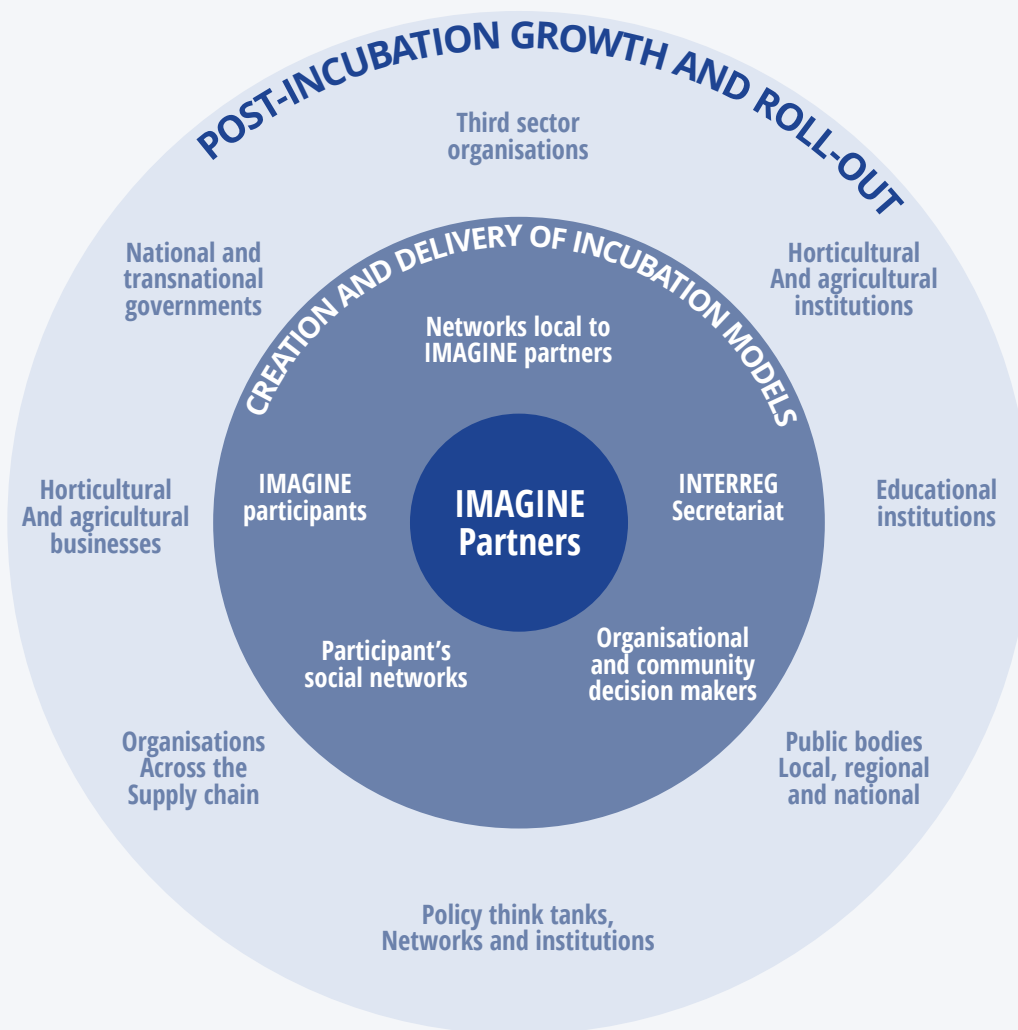 POST-INCUBATION GROWTH AND ROLL-OUT
Third sector
organisations
National and
transnational
governments
Horticultural
And agricultural
institutions
CREATION AND DELIVERY OF INCUBATION MODELS
Networks local to
IMAGINE partners
Horticultural
And agricultural
businesses
IMAGINE
participants
IMAGINE
Partners
INTERREG
Secretariat
Educational
institutions
Participant’s
social networks
Organisational
and community
decision makers
Organisations
Across the
Supply chain
Public bodies
Local, regional
and national
Policy think tanks,
Networks and institutions